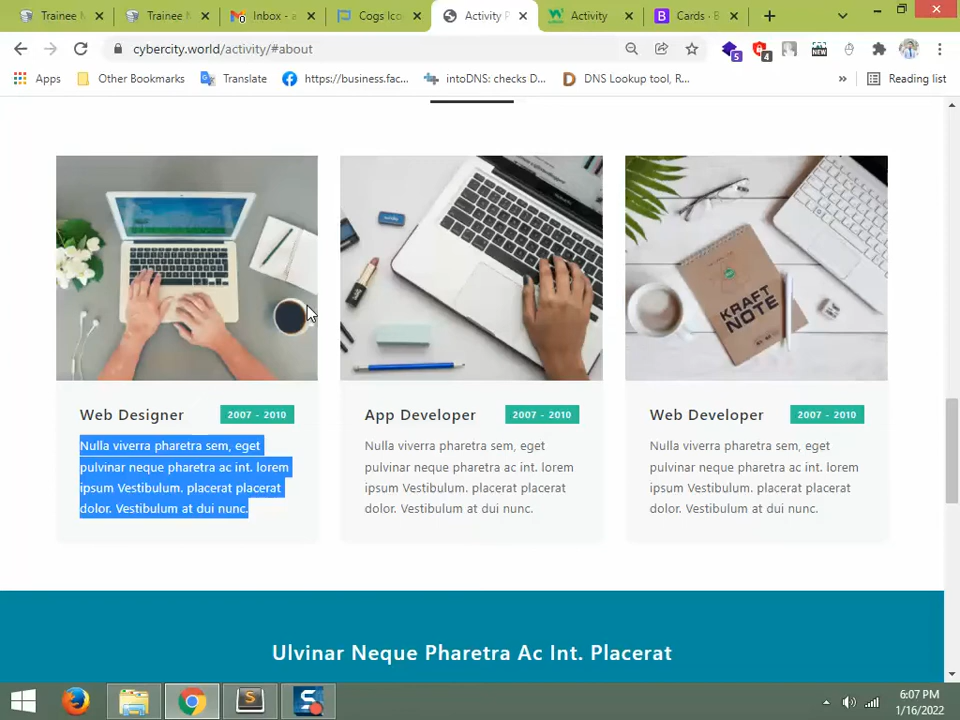 Trainee M
Trainee M
Inbox - a
Cogs Ico
Activity P
Activity
Cards · B
cybercity.world/activity/#about
5
4
NEW
Apps
Other Bookmarks
Translate
https://business.fac...
intoDNS: checks D...
DNS Lookup tool, R...
»
Reading list
KRAFT
NOTE
Web Designer
2007 - 2010
Nulla viverra pharetra sem, eget
pulvinar neque pharetra ac int. lorem
ipsum Vestibulum. placerat placerat
dolor. Vestibulum at dui nunc.
App Developer
2007 - 2010
Nulla viverra pharetra sem, eget
pulvinar neque pharetra ac int. lorem
ipsum Vestibulum. placerat placerat
dolor. Vestibulum at dui nunc.
Web Developer
2007 - 2010
Nulla viverra pharetra sem, eget
pulvinar neque pharetra ac int. lorem
ipsum Vestibulum. placerat placerat
dolor. Vestibulum at dui nunc.
Ulvinar Neque Pharetra Ac Int. Placerat
6:07 PM
1/16/2022